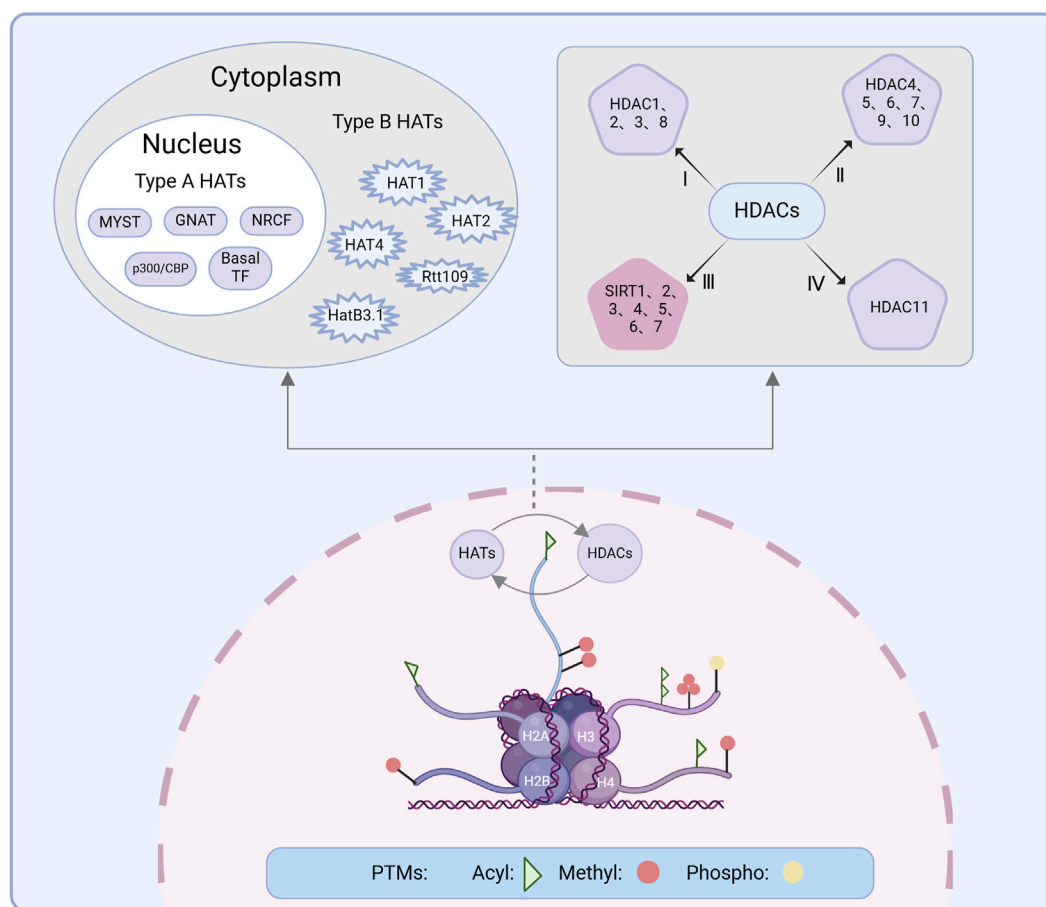 Cytoplasm
Type B HATs
Nucleus
Type A HATs
MYST
GNAT
NRCF
p300/CBP
Basal
TF
HAT1
HAT2
HAT4
Rtt109
HatB3.1
HDAC1、
2、3、8
HDAC4、
5、6、7、
9、10
I
II
HDACs
III
IV
SIRT1、2、
3、4、5、
6、7
HDAC11
HATs
HDACs
H2A
H3
H2B
H4
PTMs: Acyl: Methyl: Phospho: